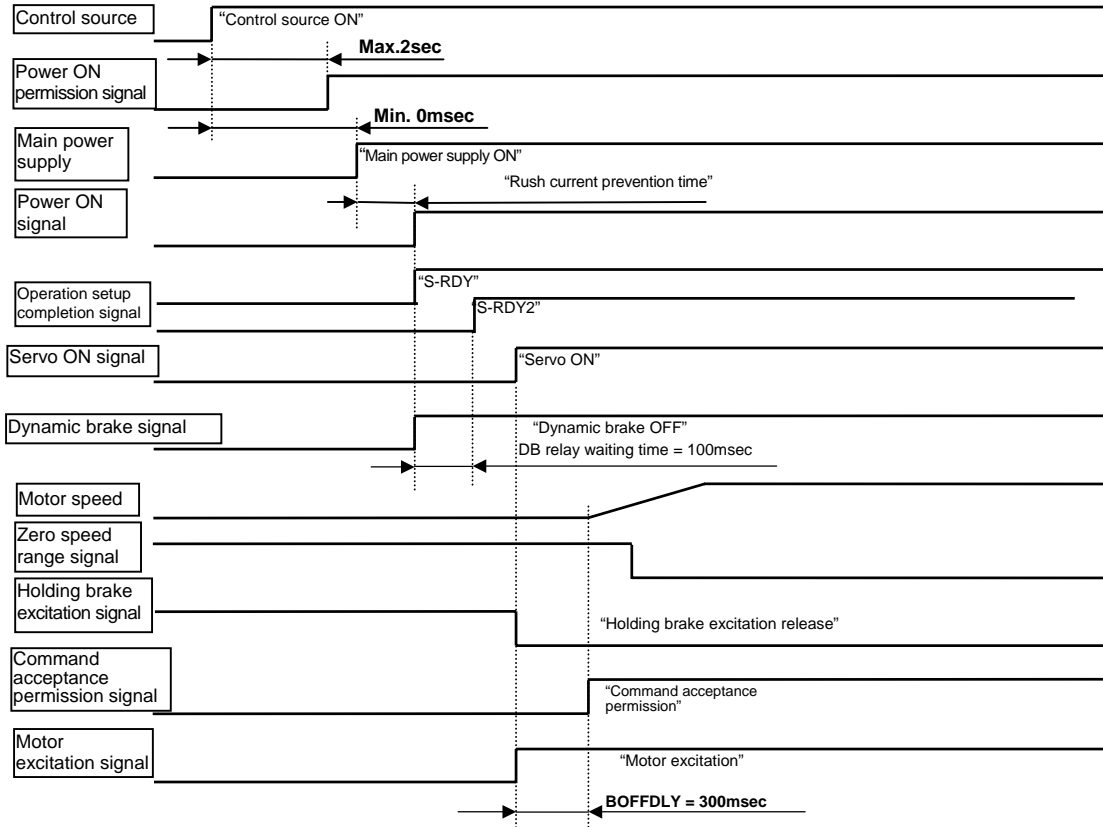 Control source
“Control source ON”
Max.2sec
Power ON
permission signal
Min. 0msec
Main power
supply
“Main power supply ON”
“Rush current prevention time”
Power ON
signal
“S-RDY”
Operation setup
completion signal
“S-RDY2”
Servo ON signal
“Servo ON”
Dynamic brake signal
“Dynamic brake OFF”
DB relay waiting time = 100msec
Motor speed
Zero speed
range signal
Holding brake
excitation signal
“Holding brake excitation release”
Command
acceptance
permission signal
“Command acceptance
permission”
Motor
excitation signal
“Motor excitation”
BOFFDLY = 300msec